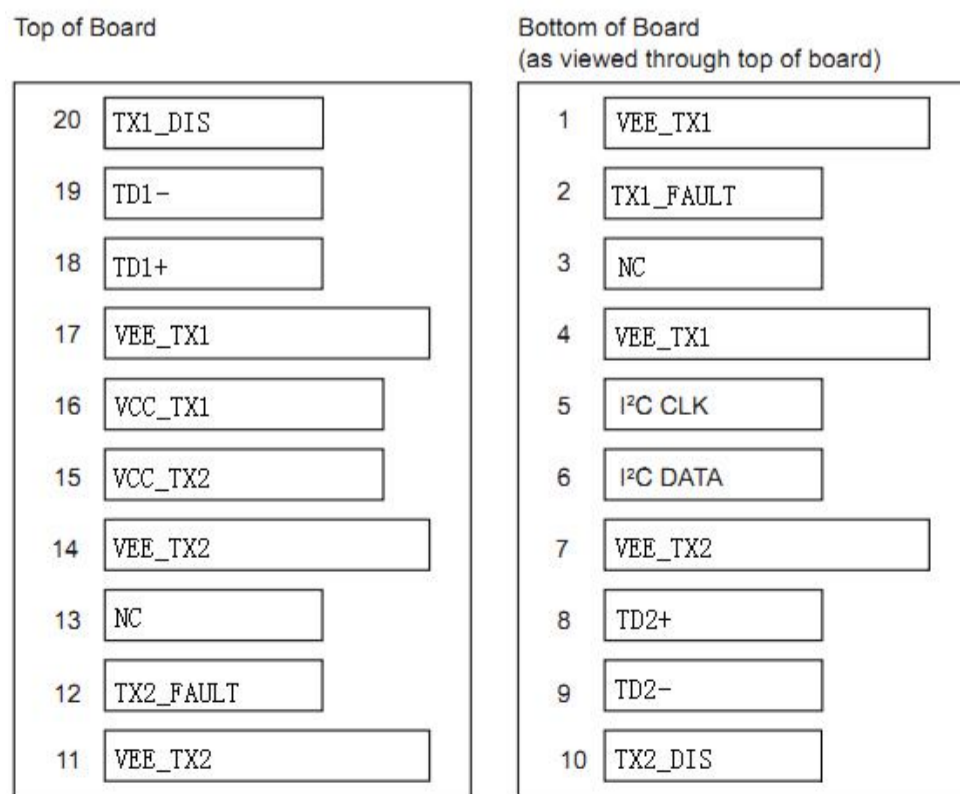 Top of Board
20 TX1_DIS
19 TD1-
18 TD1+
17 VEE_TX1
16 VCC_TX1
15 VCC_TX2
14 VEE_TX2
13 NC
12 TX2_FAULT
11 VEE_TX2
Bottom of Board
(as viewed through top of board)
1 VEE_TX1
2 TX1_FAULT
3 NC
4 VEE_TX1
5 I²C CLK
6 I²C DATA
7 VEE_TX2
8 TD2+
9 TD2-
10 TX2_DIS